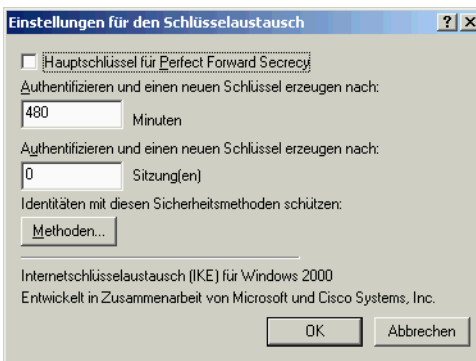 Einstellungen für den Schlüsselaustausch
Hauptschlüssel für Perfect Forward Secrecy
Authentifizieren und einen neuen Schlüssel erzeugen nach:
480 Minuten
Authentifizieren und einen neuen Schlüssel erzeugen nach:
0 Sitzung(en)
Identitäten mit diesen Sicherheitsmethoden schützen:
Methoden...
Internetschlüsselaustausch (IKE) für Windows 2000
Entwickelt in Zusammenarbeit von Microsoft und Cisco Systems, Inc.
OK Abbrechen